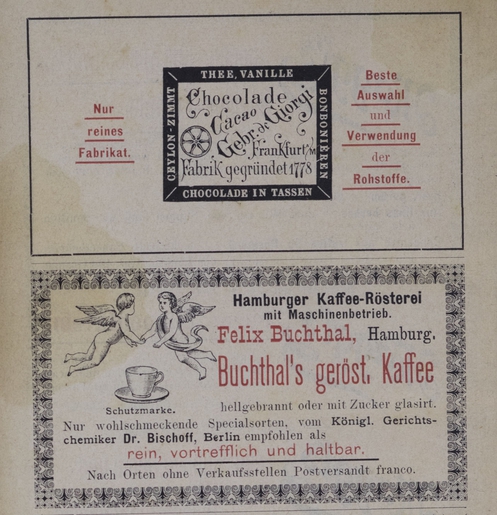 THEE, VANILLE
CEYLON-ZIMMT
BONBONIÈREN
CHOCOLADE IN TASSEN
Chocolade
Cacao
Gebr. de Giorgi
Frankfurt a/M
Fabrik gegründet 1778
Nur
reines
Fabrikat.
Beste
Auswahl
und
Verwendung
der
Rohstoffe.
Hamburger Kaffee-Rösterei
mit Maschinenbetrieb.
Felix Buchthal, Hamburg.
Buchthal's geröst. Kaffee
Schutzmarke.
hellgebrannt oder mit Zucker glasirt.
Nur wohlschmeckende Specialsorten, vom Königl. Gerichts-
chemiker Dr. Bischoff, Berlin empfohlen als
rein, vortrefflich und haltbar.
Nach Orten ohne Verkaufsstellen Postversandt franco.